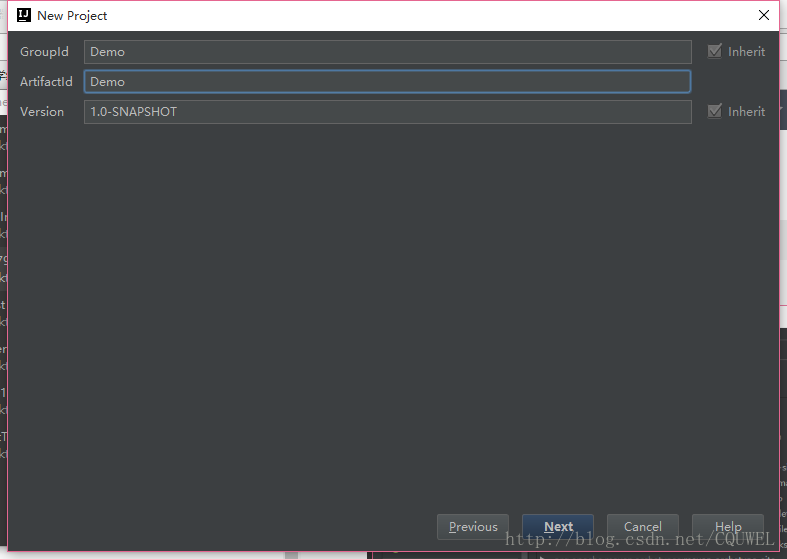 New Project
GroupId Demo Inherit
ArtifactId Demo
Version 1.0-SNAPSHOT Inherit
Previous Next Cancel Help
http://blog.csdn.net/CQUWEL